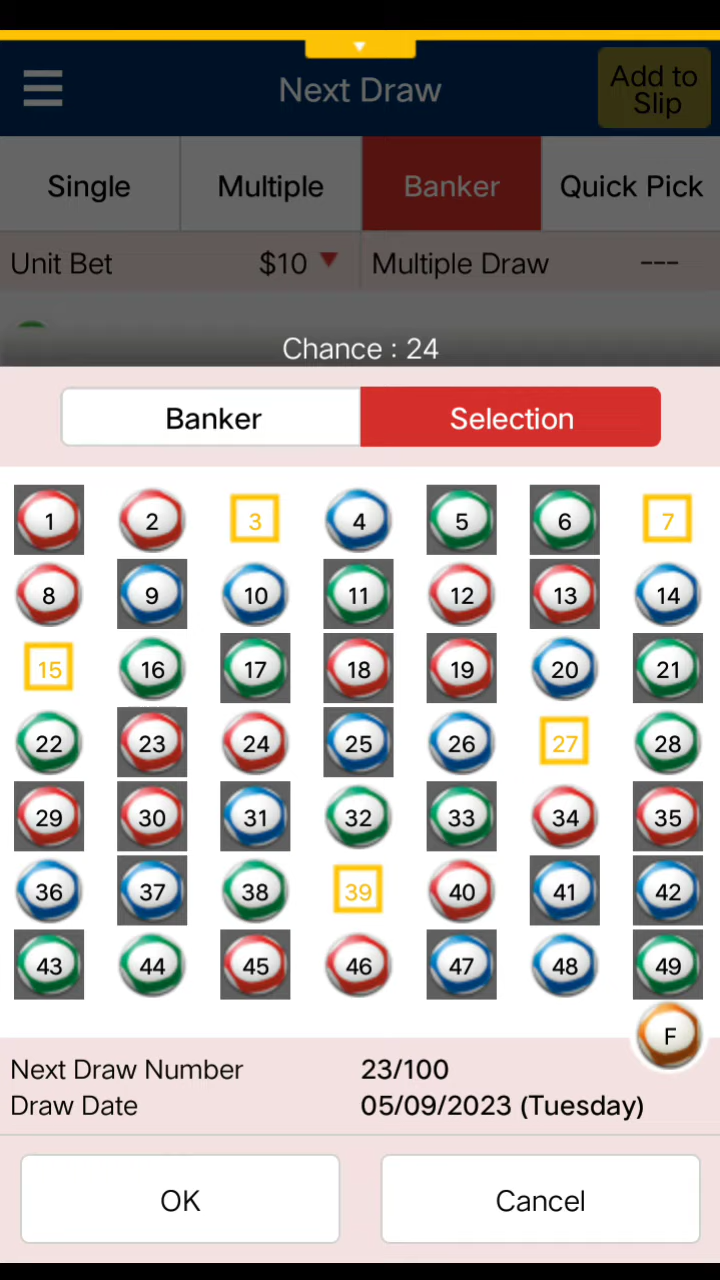 Next Draw
Add to
Slip
Single Multiple Banker Quick Pick
Unit Bet $10 Multiple Draw ---
Chance : 24
Banker Selection
1 2 3 4 5 6 7
8 9 10 11 12 13 14
15 16 17 18 19 20 21
22 23 24 25 26 27 28
29 30 31 32 33 34 35
36 37 38 39 40 41 42
43 44 45 46 47 48 49
F
Next Draw Number 23/100
Draw Date 05/09/2023 (Tuesday)
OK Cancel